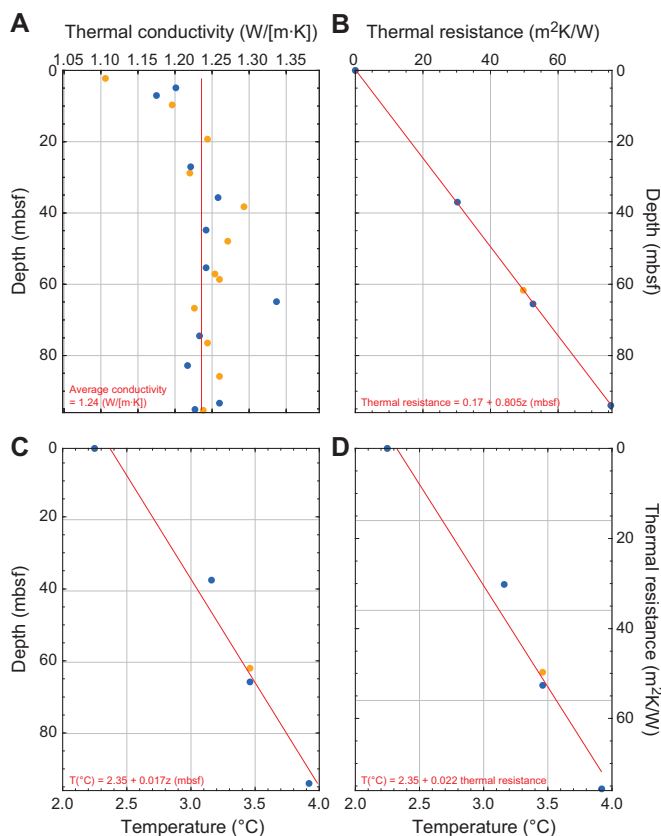 A
Thermal conductivity (W/[m·K])
1.05 1.10 1.15 1.20 1.25 1.30 1.35
Depth (mbsf)
0
20
40
60
80
Average conductivity
= 1.24 (W/[m·K])
B
Thermal resistance (m²K/W)
0 20 40 60
0
20
40
60
80
Depth (mbsf)
Thermal resistance = 0.17 + 0.805z (mbsf)
C
Depth (mbsf)
0
20
40
60
80
T(°C) = 2.35 + 0.017z (mbsf)
2.0 2.5 3.0 3.5 4.0
Temperature (°C)
D
0
20
40
60
Thermal resistance (m²K/W)
T(°C) = 2.35 + 0.022 thermal resistance
2.0 2.5 3.0 3.5 4.0
Temperature (°C)